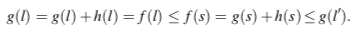 g(l) = g(l) + h(l) = f(l) ≤ f(s) = g(s) + h(s) ≤ g(l′).